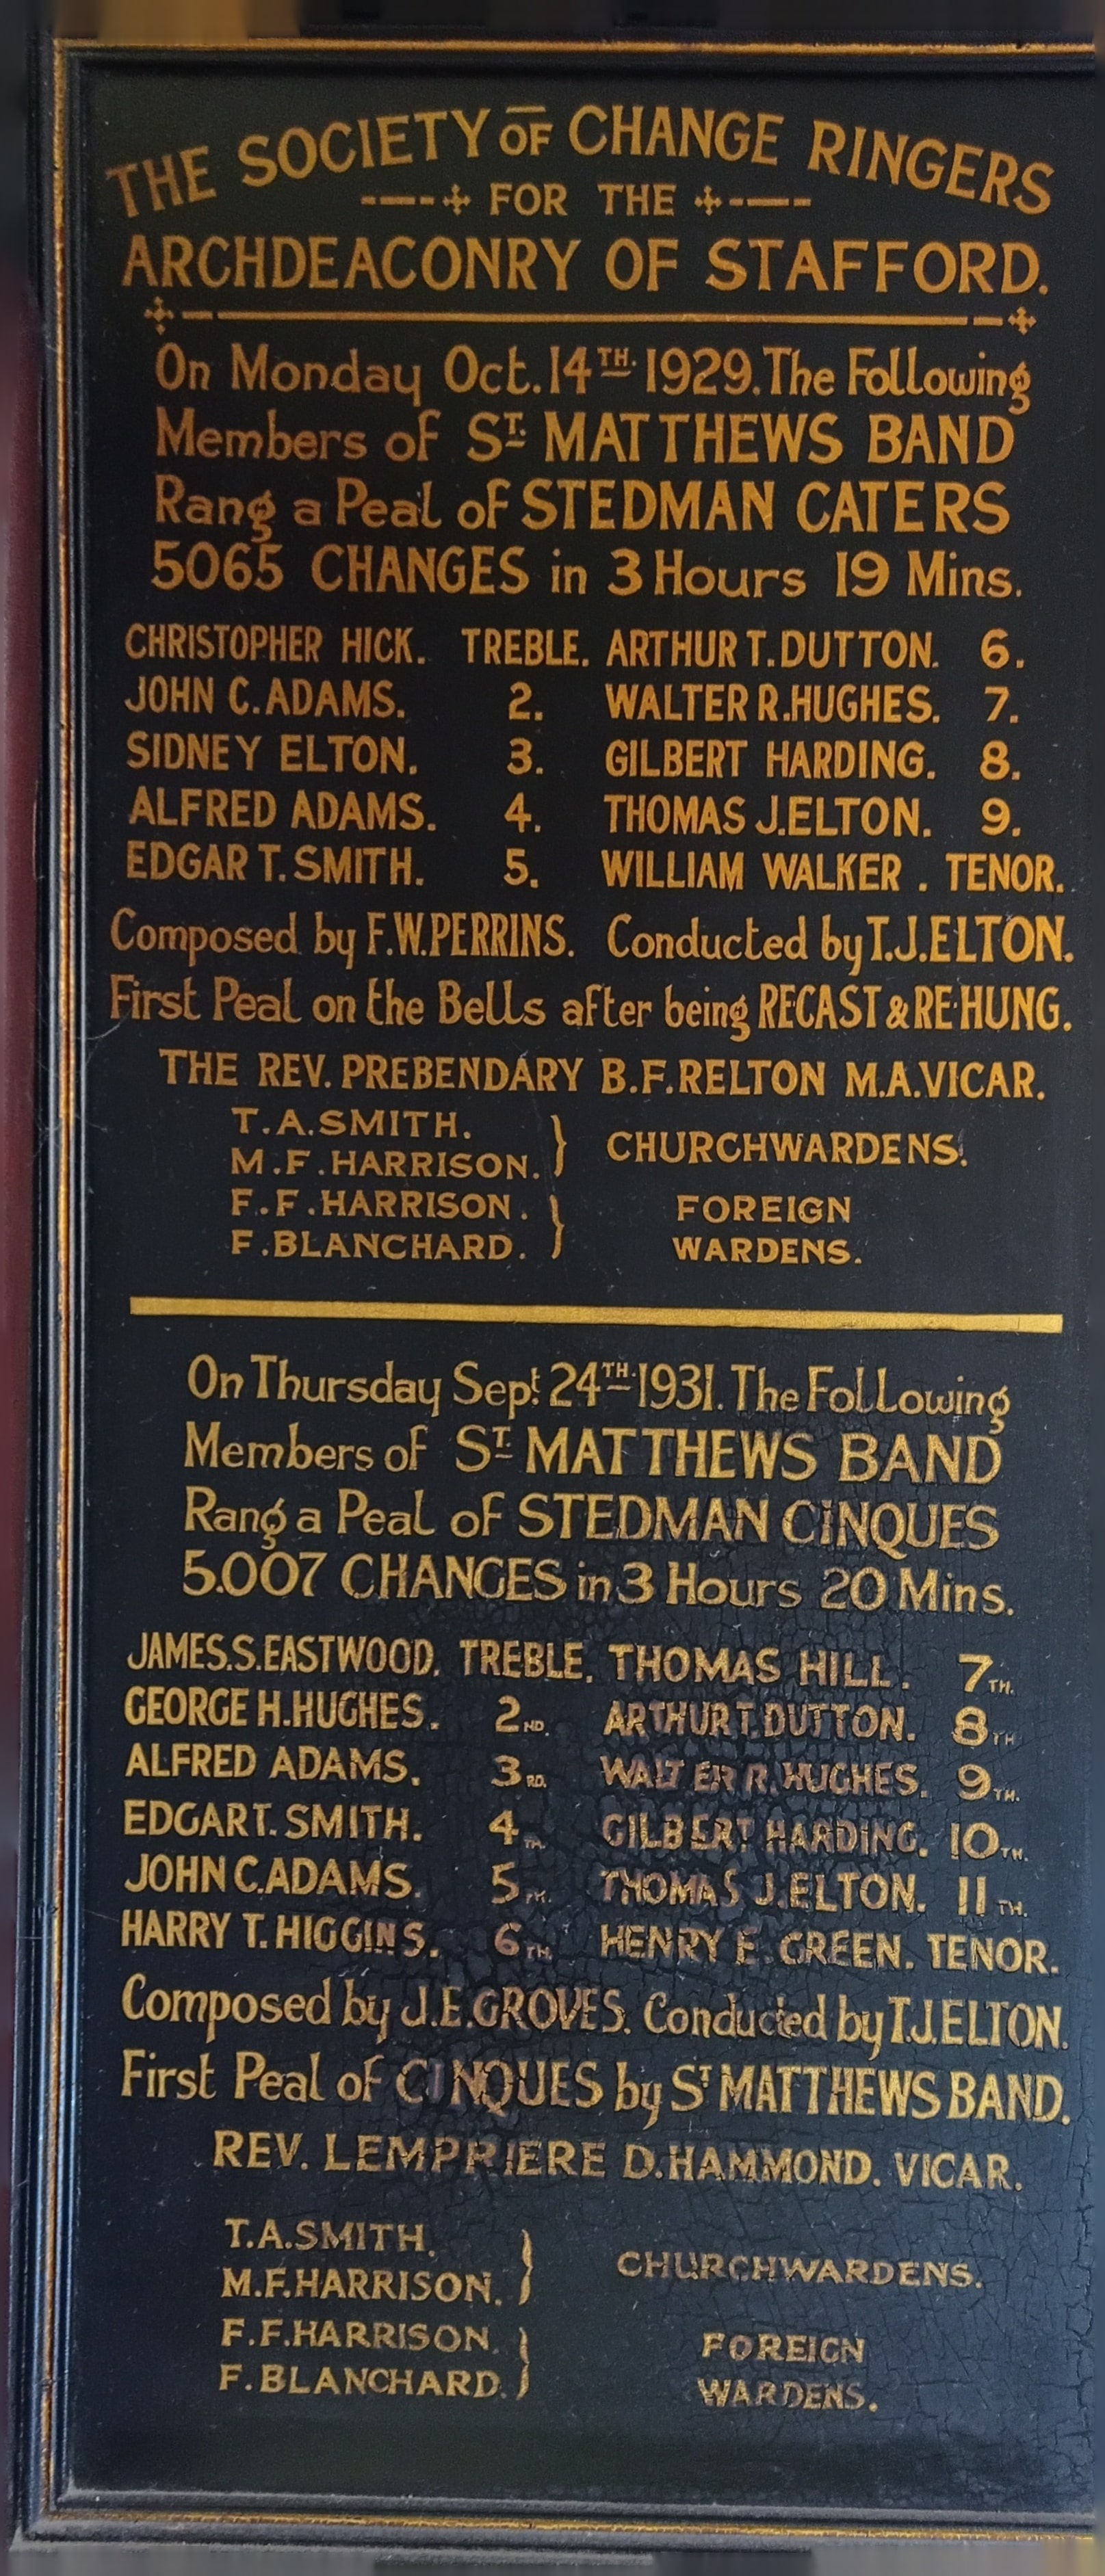 THE SOCIETY OF CHANGE RINGERS
FOR THE
ARCHDEACONRY OF STAFFORD.
On Monday Oct. 14TH. 1929. The Following
Members of ST. MATTHEWS BAND
Rang a Peal of STEDMAN CATERS
5065 CHANGES in 3 Hours 19 Mins.
CHRISTOPHER HICK. TREBLE. ARTHUR T. DUTTON. 6.
JOHN C. ADAMS. 2. WALTER R. HUGHES. 7.
SIDNEY ELTON. 3. GILBERT HARDING. 8.
ALFRED ADAMS. 4. THOMAS J. ELTON. 9.
EDGAR T. SMITH. 5. WILLIAM WALKER. TENOR.
Composed by F.W. PERRINS. Conducted by T.J. ELTON.
First Peal on the Bells after being RECAST & RE-HUNG.
THE REV. PREBENDARY B.F. RELTON M.A. VICAR.
T.A. SMITH.
M.F. HARRISON. } CHURCHWARDENS.
F.F. HARRISON. } FOREIGN
F. BLANCHARD. WARDENS.
On Thursday Sept. 24TH. 1931. The Following
Members of ST. MATTHEWS BAND
Rang a Peal of STEDMAN CINQUES
5.007 CHANGES in 3 Hours 20 Mins.
JAMES. S. EASTWOOD. TREBLE. THOMAS HILL. 7TH.
GEORGE H. HUGHES. 2ND. ARTHUR T. DUTTON. 8TH
ALFRED ADAMS. 3RD. WALTER R. HUGHES. 9TH.
EDGAR T. SMITH. 4TH. GILBERT HARDING. 10TH.
JOHN C. ADAMS. 5TH. THOMAS J. ELTON. 11TH.
HARRY T. HIGGINS. 6TH. HENRY E. GREEN. TENOR.
Composed by J.E. GROVES. Conducted by T.J. ELTON.
First Peal of CINQUES by ST MATTHEWS BAND.
REV. LEMPRIERE D. HAMMOND. VICAR.
T.A. SMITH.
M.F. HARRISON. } CHURCHWARDENS.
F.F. HARRISON. } FOREIGN
F. BLANCHARD. WARDENS.